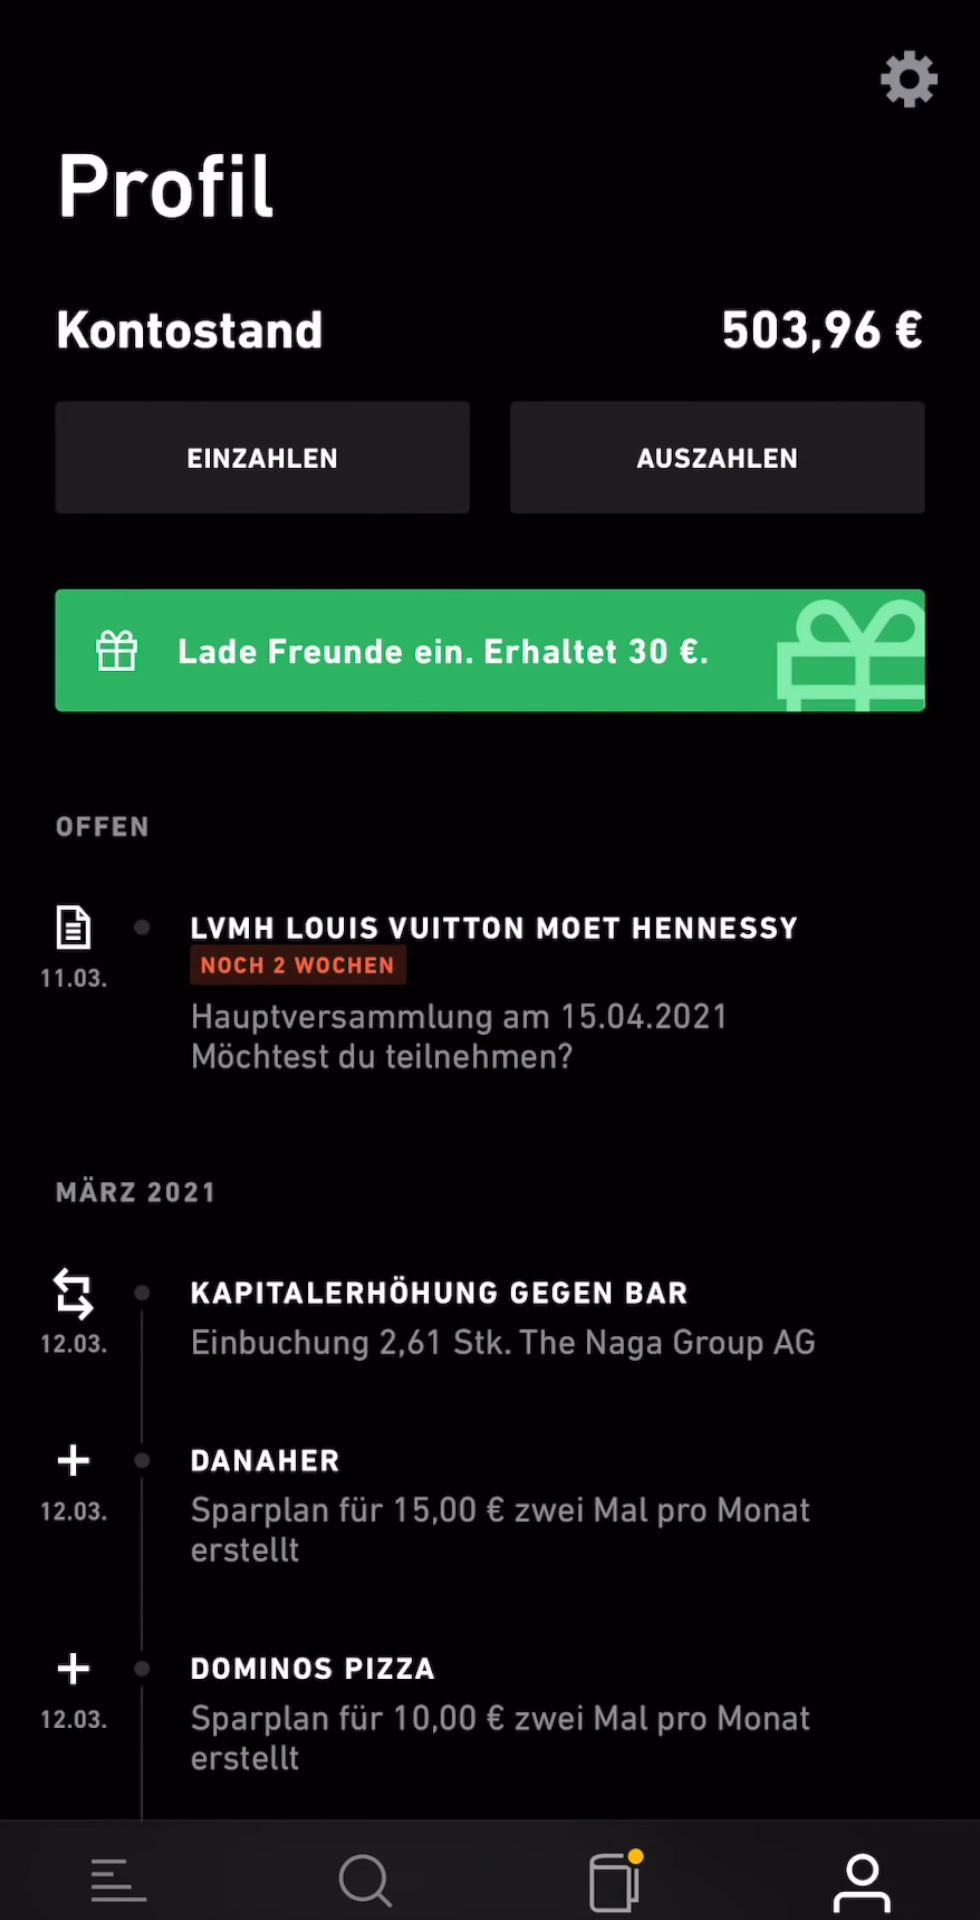 Profil
Kontostand 503,96 €
EINZAHLEN AUSZAHLEN
Lade Freunde ein. Erhaltet 30 €.
OFFEN
LVMH LOUIS VUITTON MOET HENNESSY
NOCH 2 WOCHEN
11.03.
Hauptversammlung am 15.04.2021
Möchtest du teilnehmen?
MÄRZ 2021
KAPITALERHÖHUNG GEGEN BAR
12.03. Einbuchung 2,61 Stk. The Naga Group AG
DANAHER
12.03. Sparplan für 15,00 € zwei Mal pro Monat
erstellt
DOMINOS PIZZA
12.03. Sparplan für 10,00 € zwei Mal pro Monat
erstellt